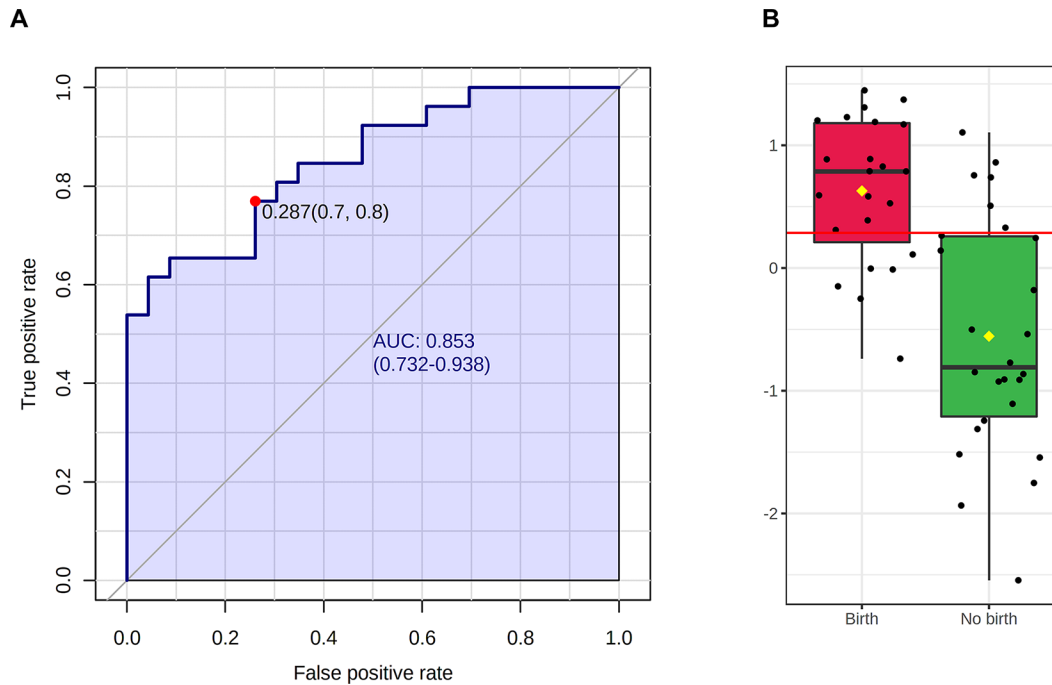 A
B
1.0
0.8
0.6
0.4
0.2
0.0
True positive rate
0.287(0.7, 0.8)
AUC: 0.853
(0.732-0.938)
0.0 0.2 0.4 0.6 0.8 1.0
False positive rate
1
0
-1
-2
Birth No birth